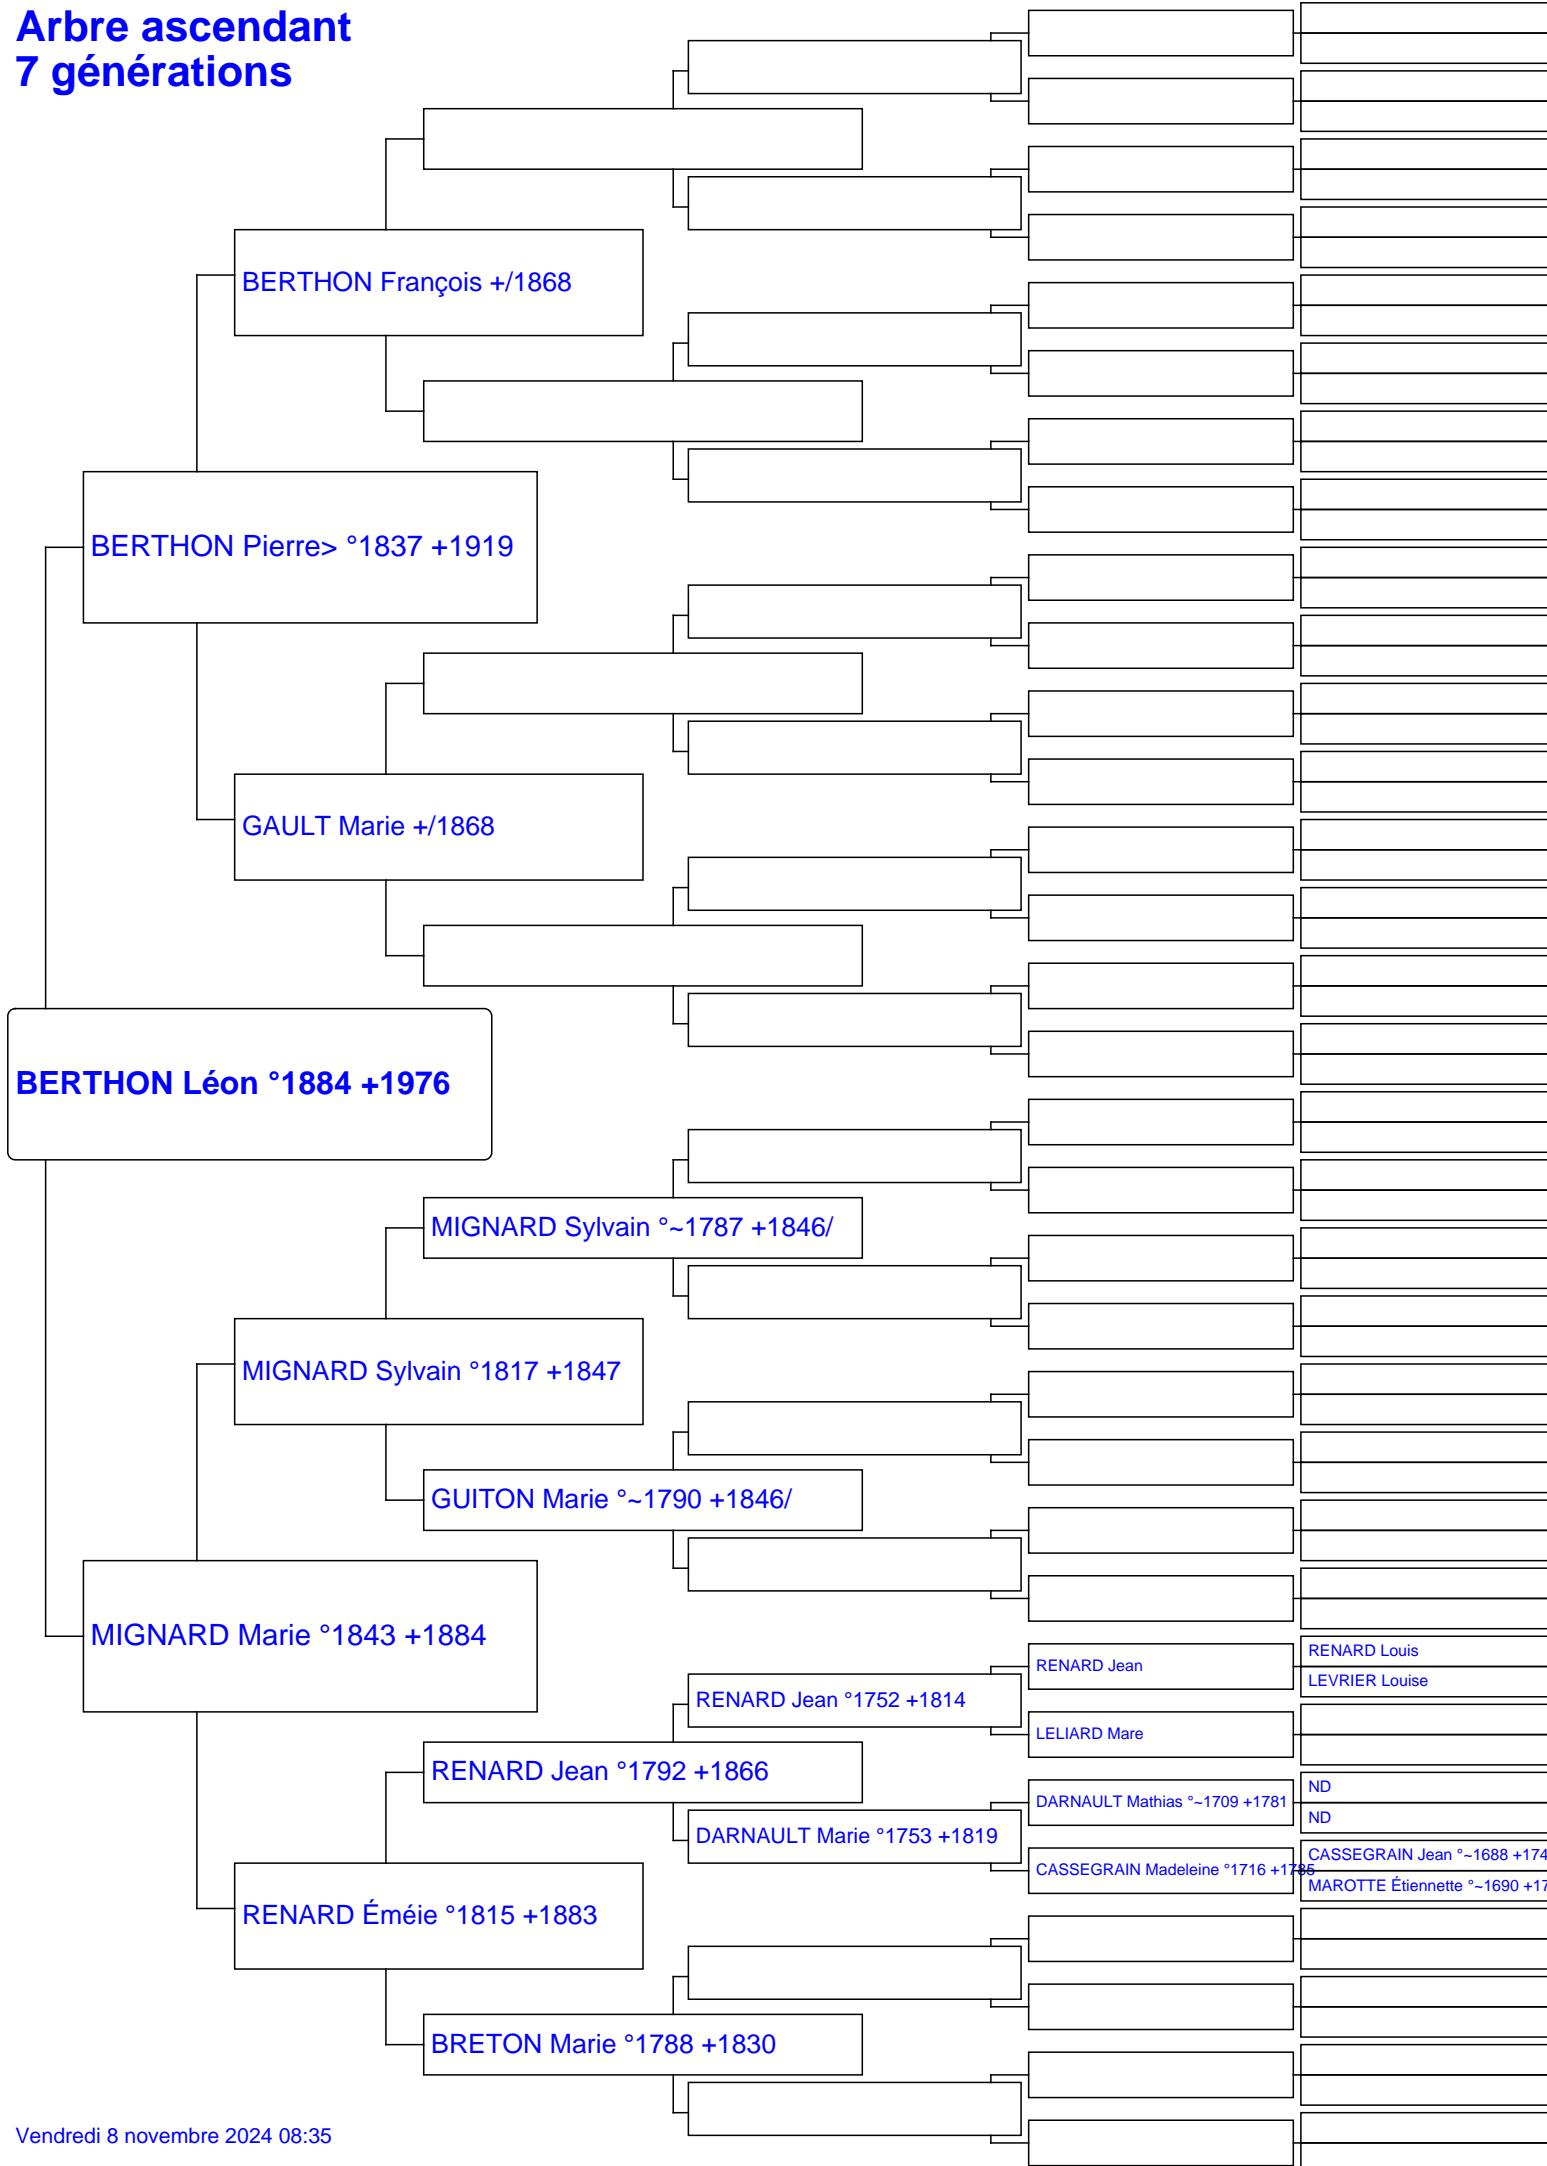 Arbre ascendant
7 générations
BERTHON François +/1868
BERTHON Pierre> °1837 +1919
GAULT Marie +/1868
BERTHON Léon °1884 +1976
MIGNARD Sylvain °~1787 +1846/
MIGNARD Sylvain °1817 +1847
GUITON Marie °~1790 +1846/
MIGNARD Marie °1843 +1884
RENARD Louis
RENARD Jean
LEVRIER Louise
RENARD Jean °1752 +1814
LELIARD Mare
RENARD Jean °1792 +1866
ND
DARNAULT Mathias °~1709 +1781
ND
DARNAULT Marie °1753 +1819
CASSEGRAIN Jean °~1688 +174
CASSEGRAIN Madeleine °1716 +1785
MAROTTE Étiennette °~1690 +17
RENARD Éméie °1815 +1883
BRETON Marie °1788 +1830
Vendredi 8 novembre 2024 08:35